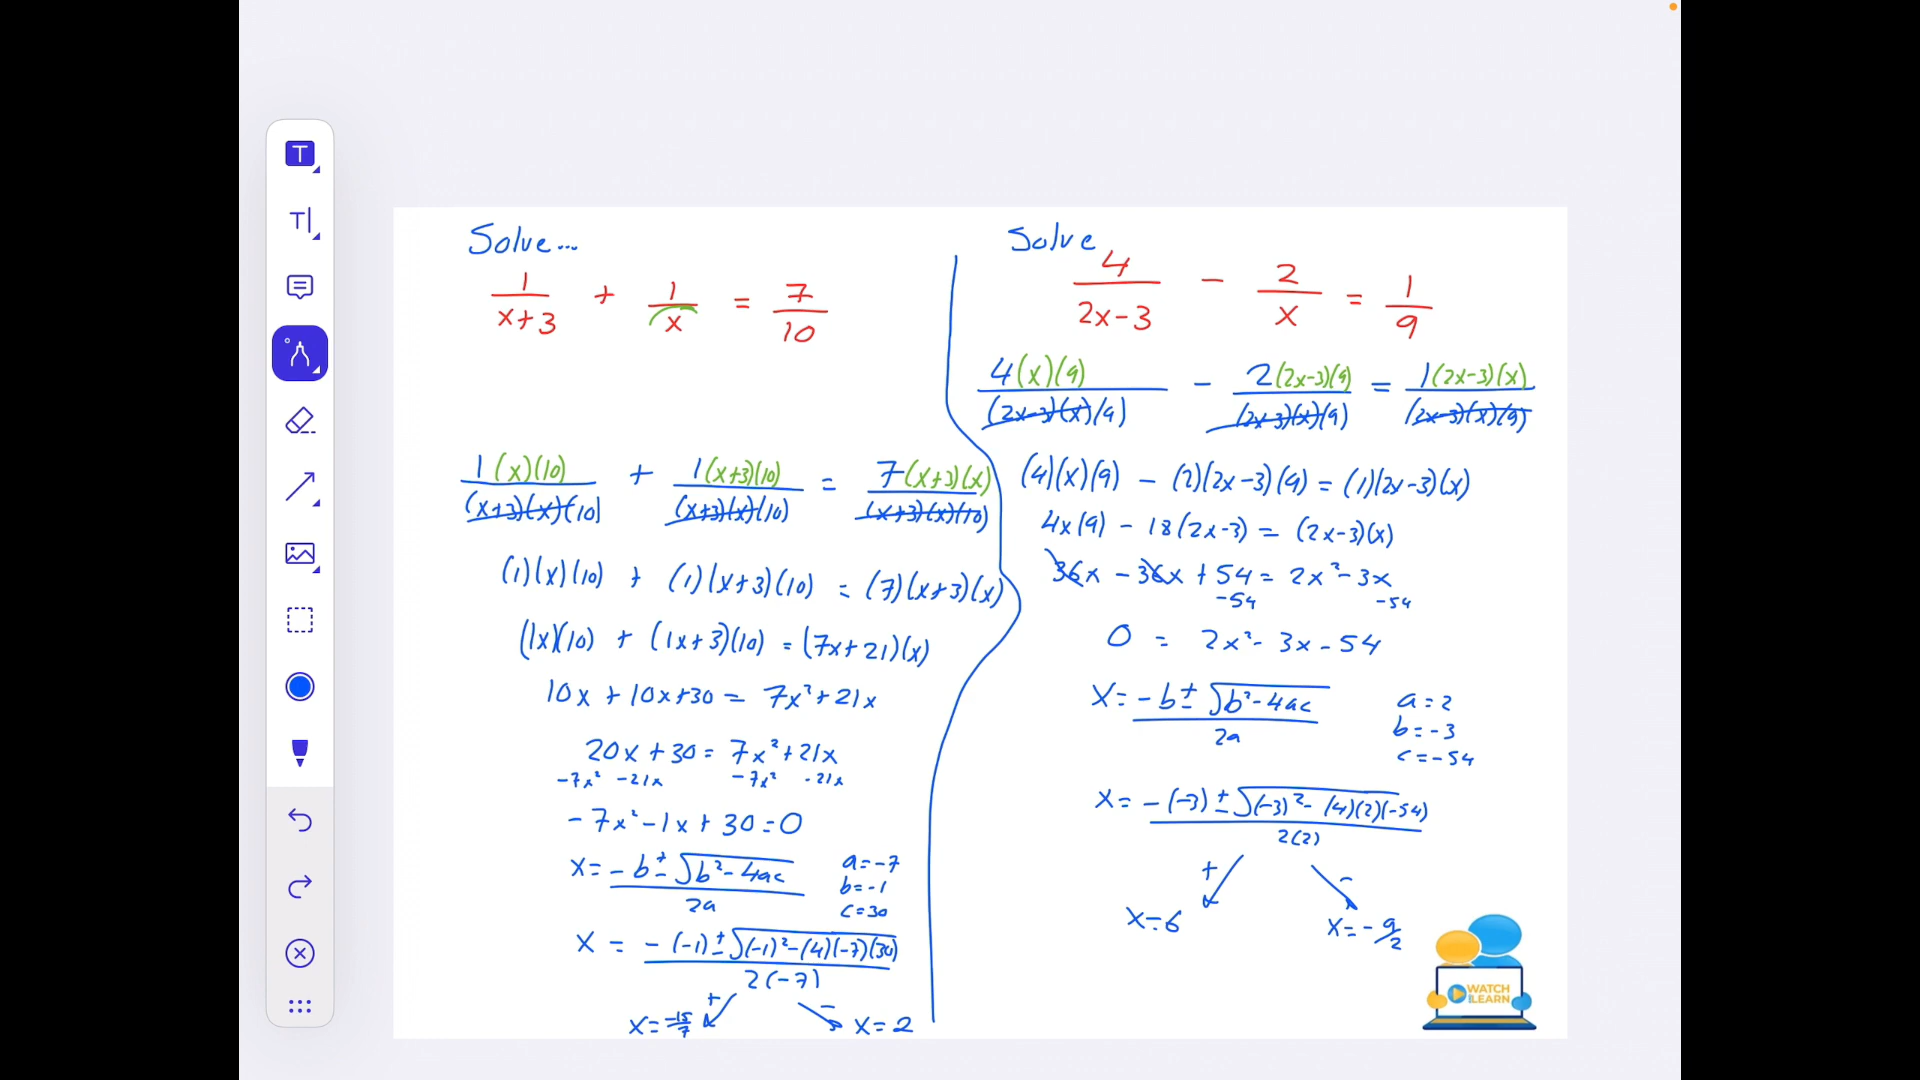 Solve...
1/(x+3) + 1/x = 7/10
1(x)(10)/(x+3)(x)(10) + 1(x+3)(10)/(x+3)(x)(10) = 7(x+3)(x)/(x+3)(x)(10)
(1)(x)(10) + (1)(x+3)(10) = (7)(x+3)(x)
(1x)(10) + (1x+3)(10) = (7x+21)(x)
10x + 10x+30 = 7x²+21x
20x+30 = 7x²+21x
-7x² -21x -7x² -21x
-7x²-1x+30=0
x= -b±√b²-4ac/2a
a=-7
b=-1
c=30
x = -(-1)±√(-1)²-(4)(-7)(30)/2(-7)
+ -
x=-15/7 x=2
Solve
4/(2x-3) - 2/x = 1/9
4(x)(9)/(2x-3)(x)(9) - 2(2x-3)(9)/(2x-3)(x)(9) = 1(2x-3)(x)/(2x-3)(x)(9)
(4)(x)(9) - (2)(2x-3)(9) = (1)(2x-3)(x)
4x(9) - 18(2x-3) = (2x-3)(x)
36x - 36x + 54 = 2x²-3x
-54 -54
0 = 2x²-3x-54
x= -b±√b²-4ac/2a
a=2
b=-3
c=-54
x= -(-3)±√(-3)²-(4)(2)(-54)/2(2)
+ -
x=6 x=-9/2
WATCH
LEARN
T
T